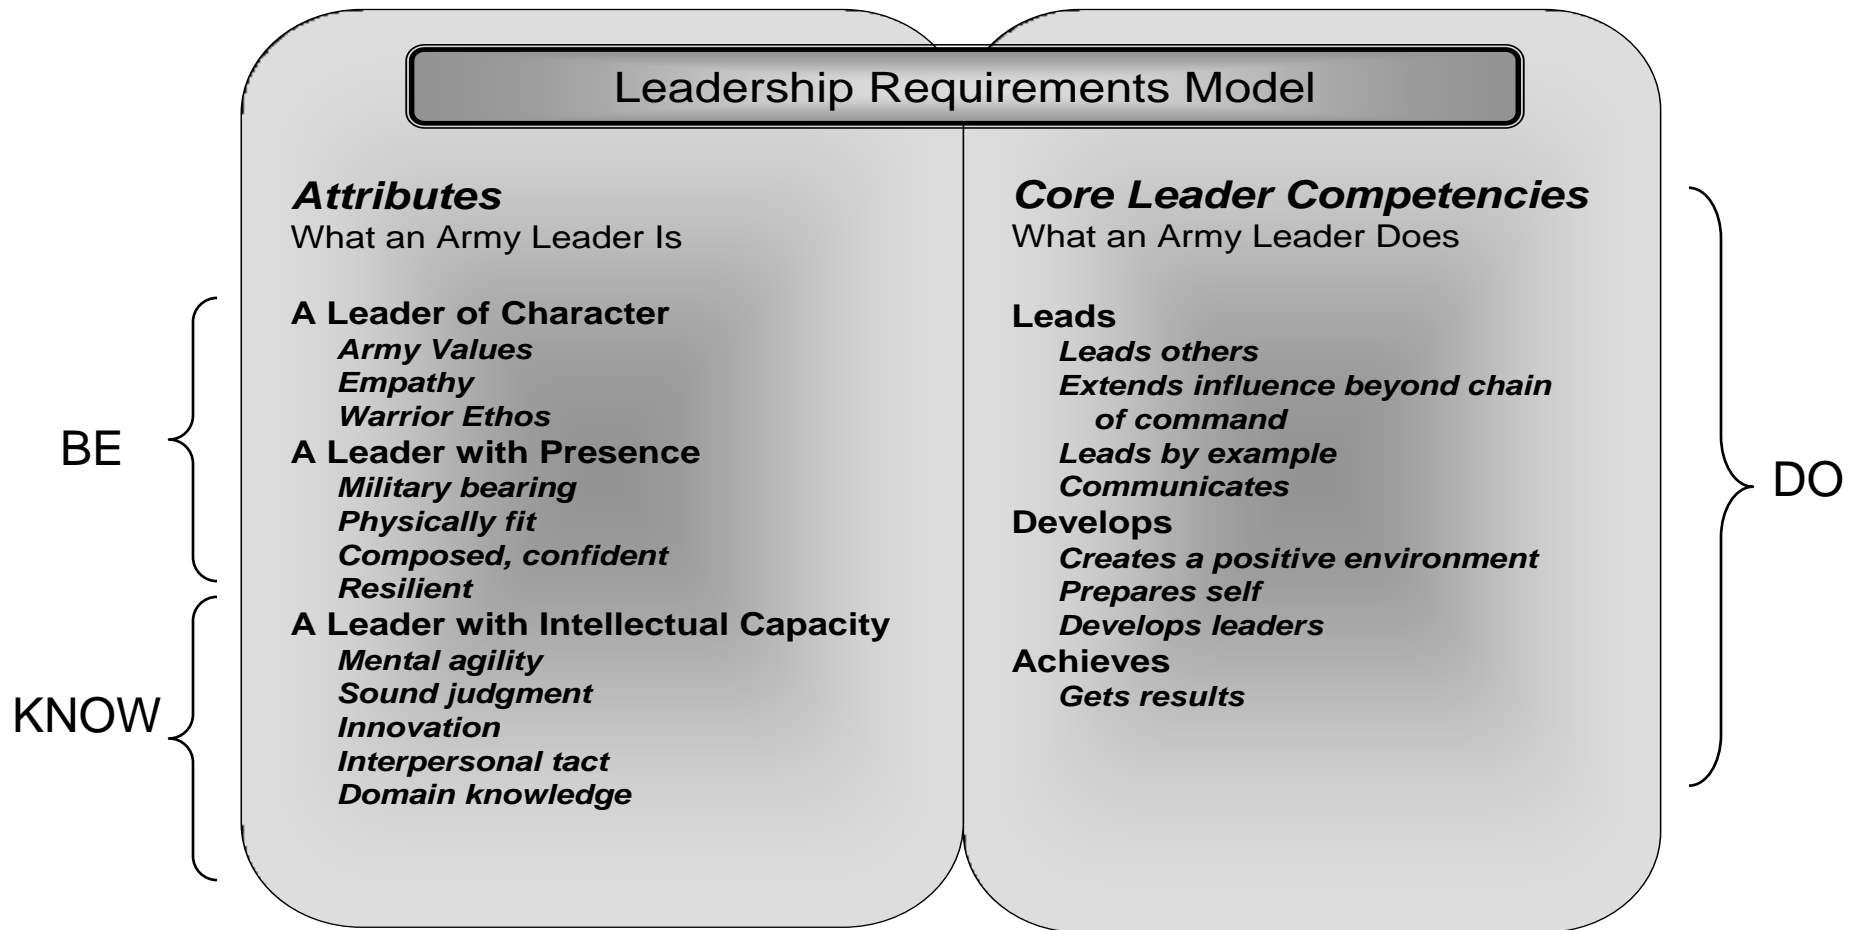 Leadership Requirements Model
Attributes
What an Army Leader Is
BE
A Leader of Character
Army Values
Empathy
Warrior Ethos
A Leader with Presence
Military bearing
Physically fit
Composed, confident
Resilient
KNOW
A Leader with Intellectual Capacity
Mental agility
Sound judgment
Innovation
Interpersonal tact
Domain knowledge
Core Leader Competencies
What an Army Leader Does
Leads
Leads others
Extends influence beyond chain
of command
Leads by example
Communicates
Develops
Creates a positive environment
Prepares self
Develops leaders
Achieves
Gets results
DO